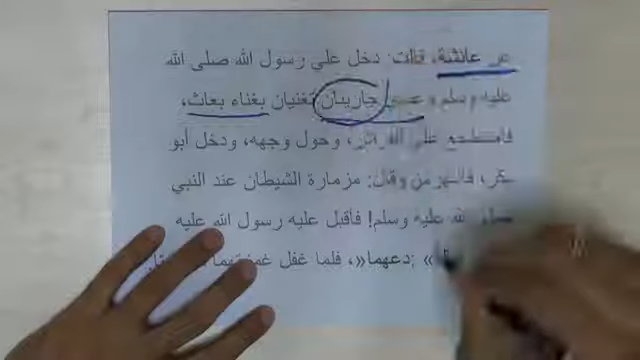 عن عائشة، قالت: دخل علي رسول الله صلى الله
عليه وسلم وعندي جاريتان تغنيان بغناء بعاث،
فاضطجع على الفراش، وحول وجهه، ودخل أبو
بكر، فانتهرني وقال: مزمارة الشيطان عند النبي
صلى الله عليه وسلم! فأقبل عليه رسول الله عليه
»دعهما«، فلما غفل غمزتهما